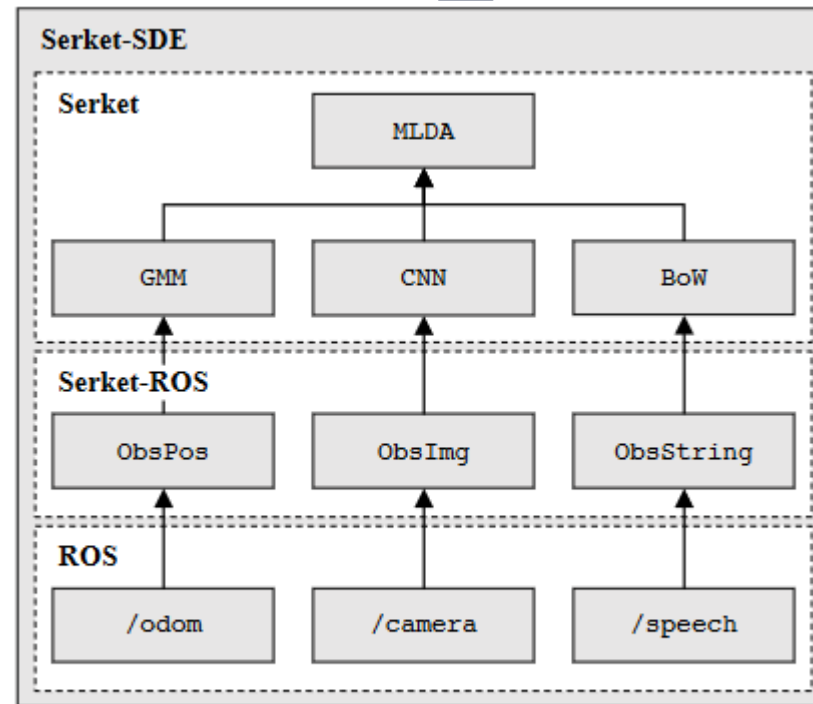 Serket-SDE
Serket
MLDA
GMM CNN BoW
Serket-ROS
ObsPos ObsImg ObsString
ROS
/odom /camera /speech